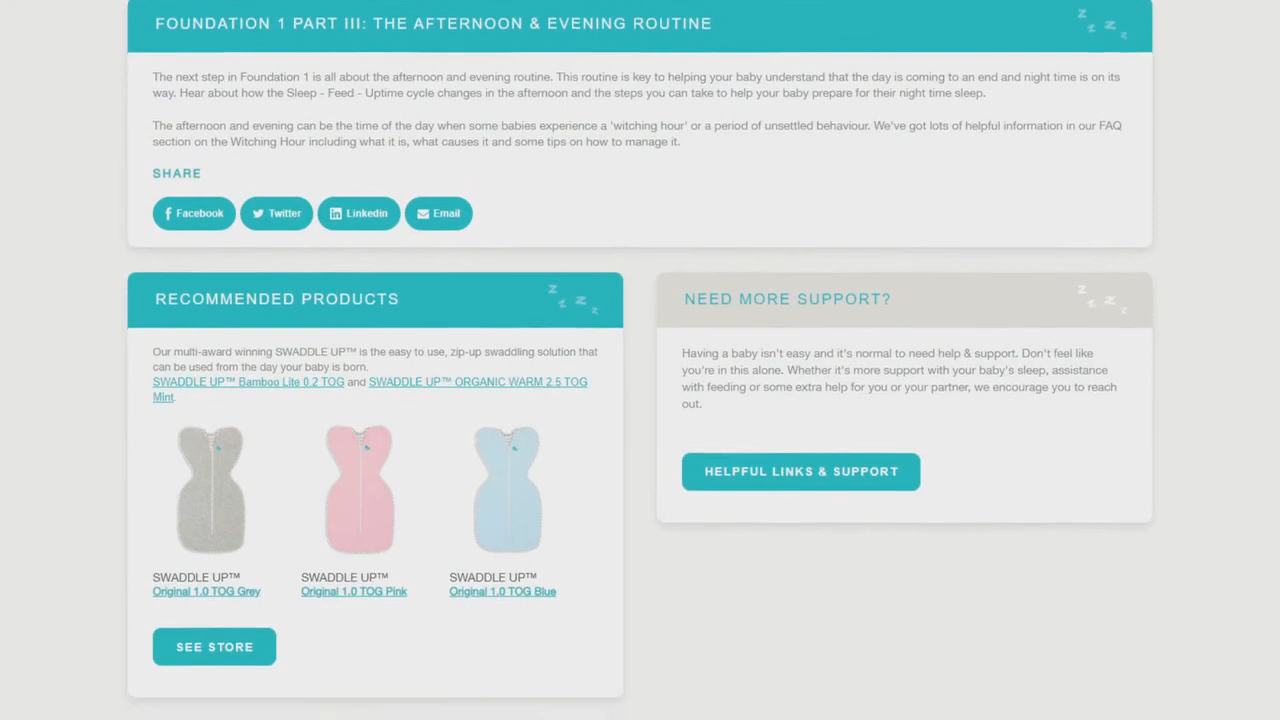 FOUNDATION 1 PART III: THE AFTERNOON & EVENING ROUTINE
The next step in Foundation 1 is all about the afternoon and evening routine. This routine is key to helping your baby understand that the day is coming to an end and night time is on its
way. Hear about how the Sleep - Feed - Uptime cycle changes in the afternoon and the steps you can take to help your baby prepare for their night time sleep.
The afternoon and evening can be the time of the day when some babies experience a 'witching hour' or a period of unsettled behaviour. We've got lots of helpful information in our FAQ
section on the Witching Hour including what it is, what causes it and some tips on how to manage it.
SHARE
Facebook Twitter Linkedin Email
RECOMMENDED PRODUCTS
Our multi-award winning SWADDLE UP™ is the easy to use, zip-up swaddling solution that
can be used from the day your baby is born.
SWADDLE UP™ Bamboo Lite 0.2 TOG and SWADDLE UP™ ORGANIC WARM 2.5 TOG
Mint.
SWADDLE UP™
Original 1.0 TOG Grey
SWADDLE UP™
Original 1.0 TOG Pink
SWADDLE UP™
Original 1.0 TOG Blue
SEE STORE
NEED MORE SUPPORT?
Having a baby isn't easy and it's normal to need help & support. Don't feel like
you're in this alone. Whether it's more support with your baby's sleep, assistance
with feeding or some extra help for you or your partner, we encourage you to reach
out.
HELPFUL LINKS & SUPPORT